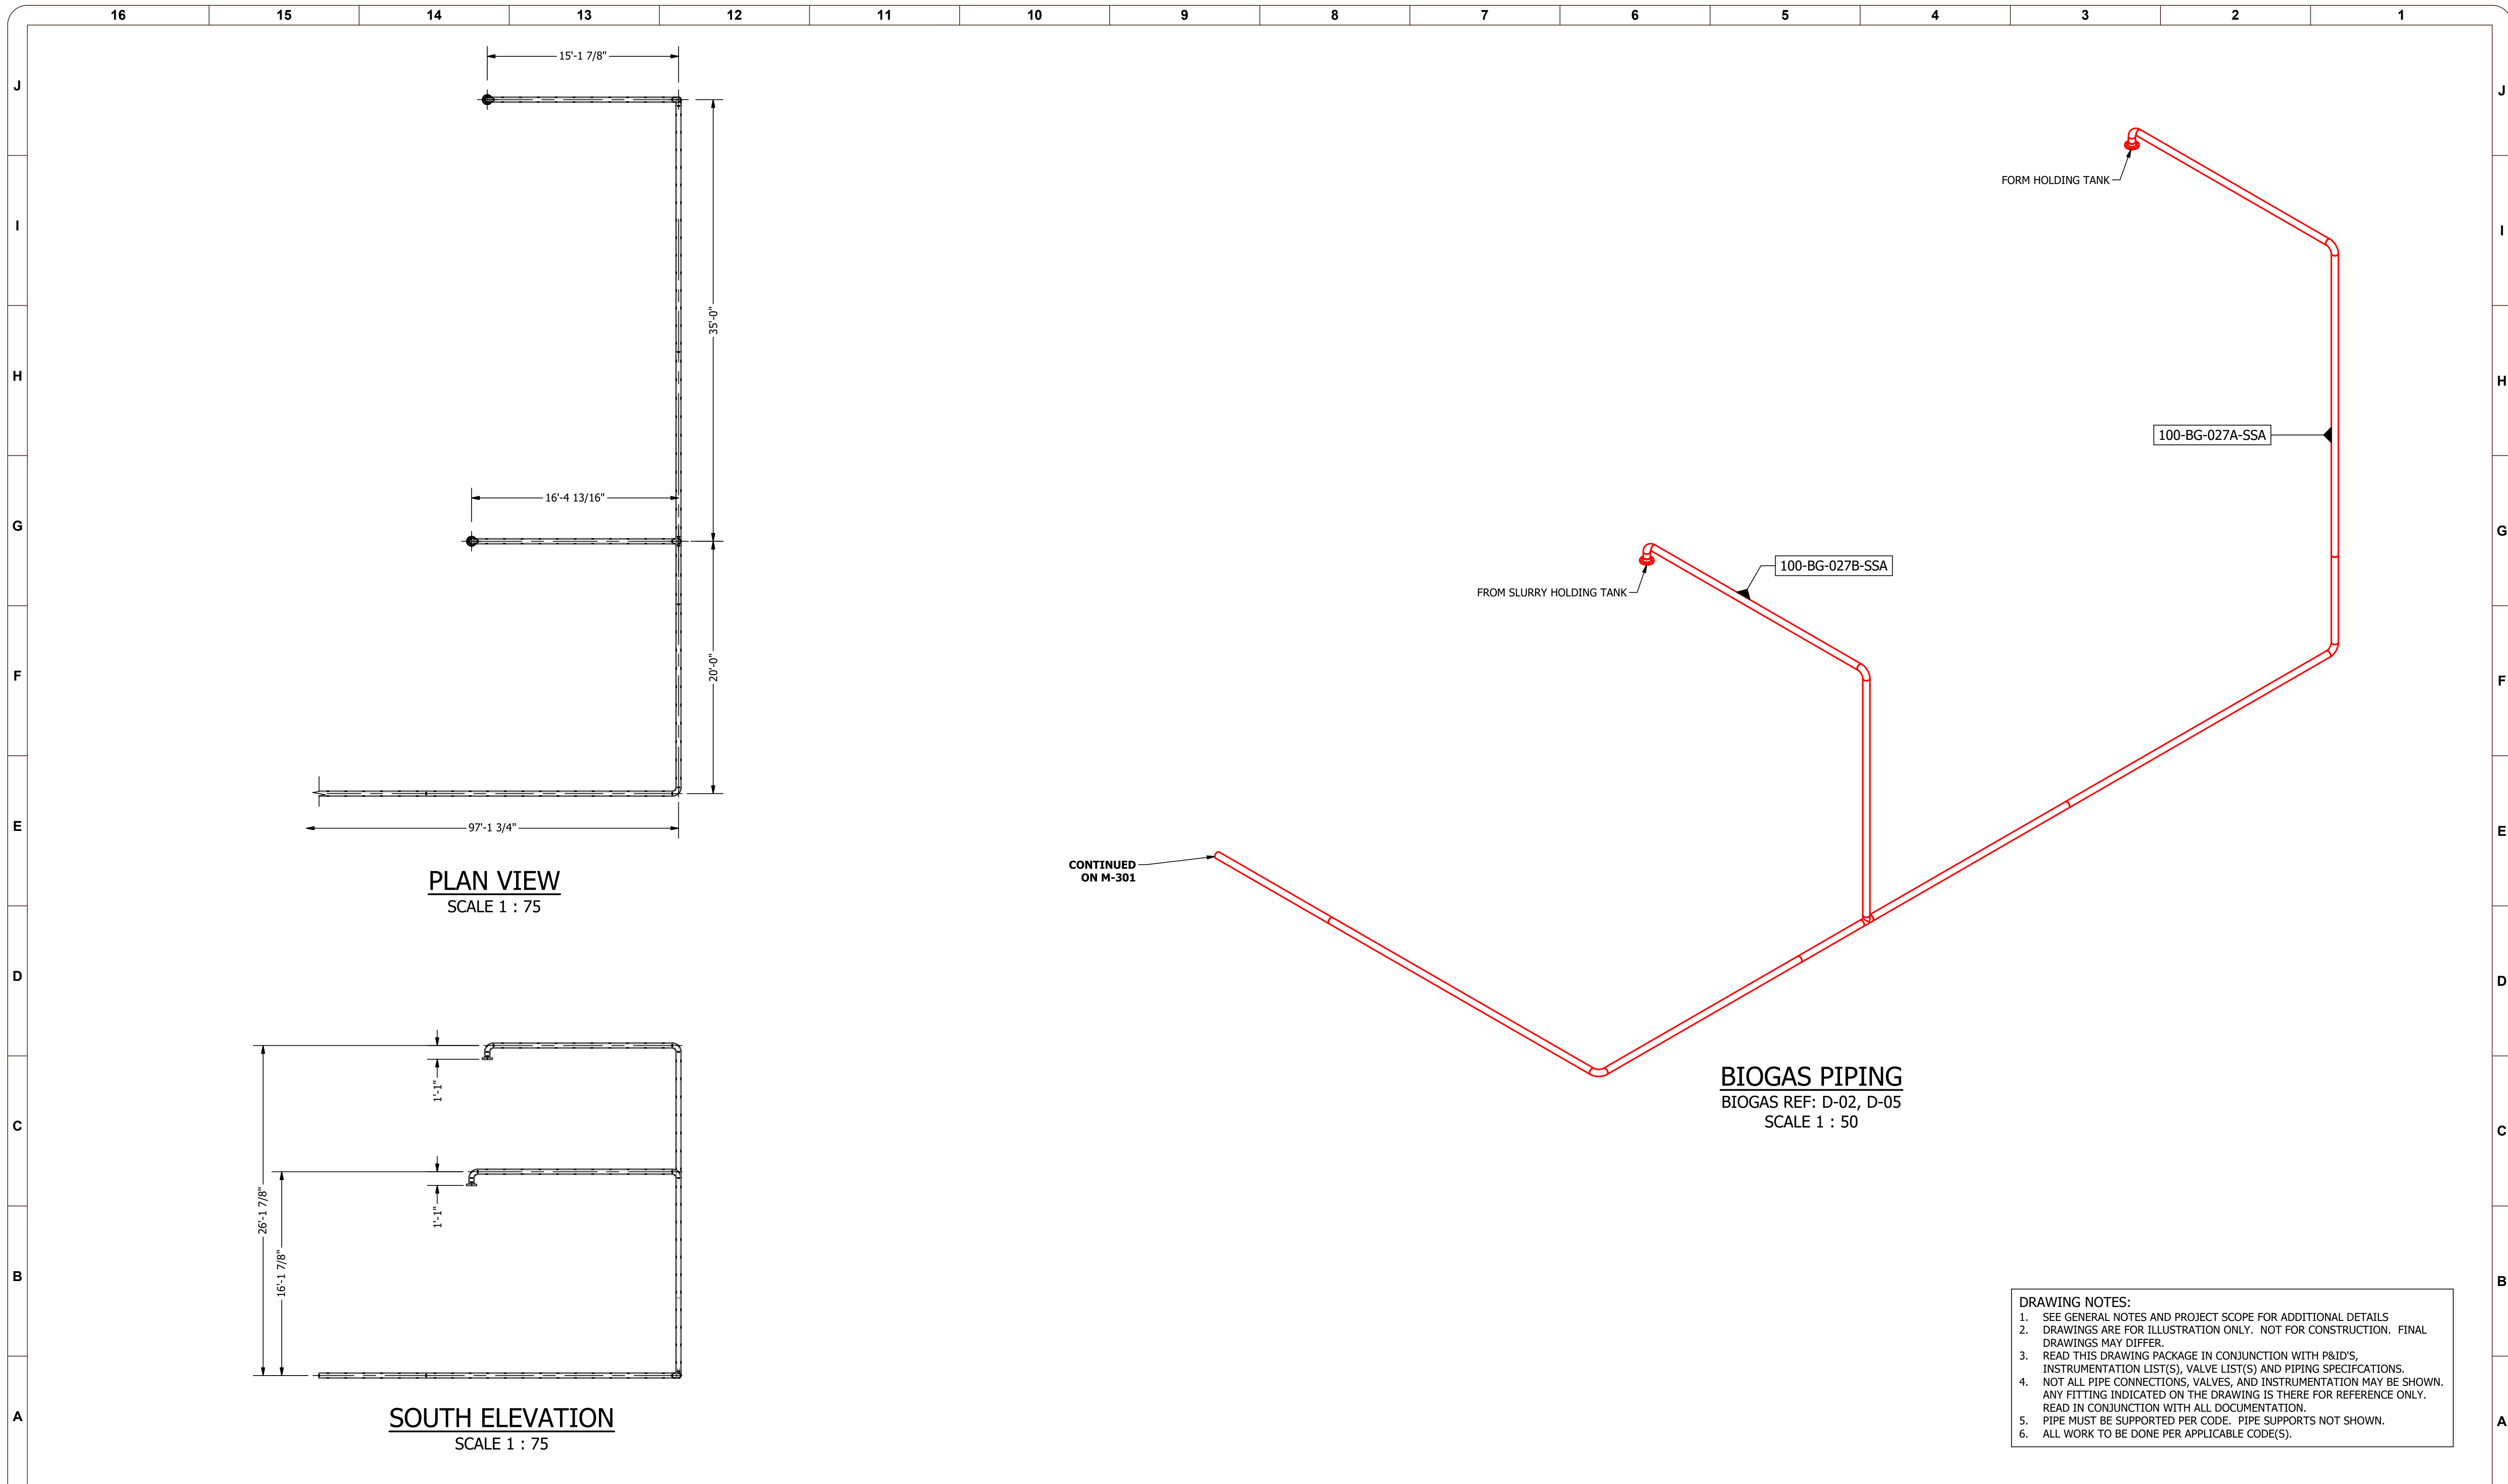 16 15 14 13 12 11 10 9 8 7 6 5 4 3 2 1
J
I
H
G
F
E
D
C
B
A
J
I
H
G
F
E
D
C
B
A
15'-1 7/8"
35'-0"
16'-4 13/16"
20'-0"
97'-1 3/4"
PLAN VIEW
SCALE 1 : 75
1'-1"
26'-1 7/8"
1'-1"
16'-1 7/8"
SOUTH ELEVATION
SCALE 1 : 75
FORM HOLDING TANK
100-BG-027A-SSA
100-BG-027B-SSA
FROM SLURRY HOLDING TANK
CONTINUED
ON M-301
BIOGAS PIPING
BIOGAS REF: D-02, D-05
SCALE 1 : 50
DRAWING NOTES:
1. SEE GENERAL NOTES AND PROJECT SCOPE FOR ADDITIONAL DETAILS
2. DRAWINGS ARE FOR ILLUSTRATION ONLY. NOT FOR CONSTRUCTION. FINAL
DRAWINGS MAY DIFFER.
3. READ THIS DRAWING PACKAGE IN CONJUNCTION WITH P&ID'S,
INSTRUMENTATION LIST(S), VALVE LIST(S) AND PIPING SPECIFCATIONS.
4. NOT ALL PIPE CONNECTIONS, VALVES, AND INSTRUMENTATION MAY BE SHOWN.
ANY FITTING INDICATED ON THE DRAWING IS THERE FOR REFERENCE ONLY.
READ IN CONJUNCTION WITH ALL DOCUMENTATION.
5. PIPE MUST BE SUPPORTED PER CODE. PIPE SUPPORTS NOT SHOWN.
6. ALL WORK TO BE DONE PER APPLICABLE CODE(S).